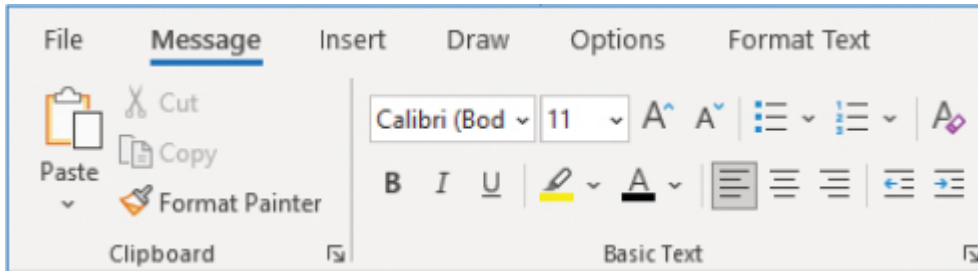 File Message Insert Draw Options Format Text
Cut
Calibri (Bod 11
Copy
Paste
B I U A
Format Painter
Clipboard Basic Text